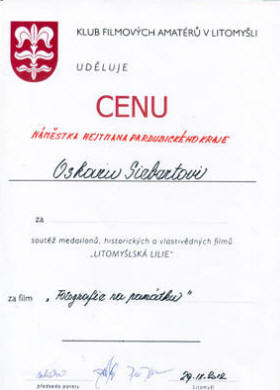 KLUB FILMOVÝCH AMATÉRŮ V LITOMYŠLI
UDĚLUJE
CENU
NÁMĚSTKA HEJTMANA PARDUBICKÉHO KRAJE
Oskaru Siebertovi
za
soutěž medailonů, historických a vlastivědných filmů
„LITOMYŠLSKÁ LILIE"
za film „Fotografie na památku"
předseda poroty
Litomyšl